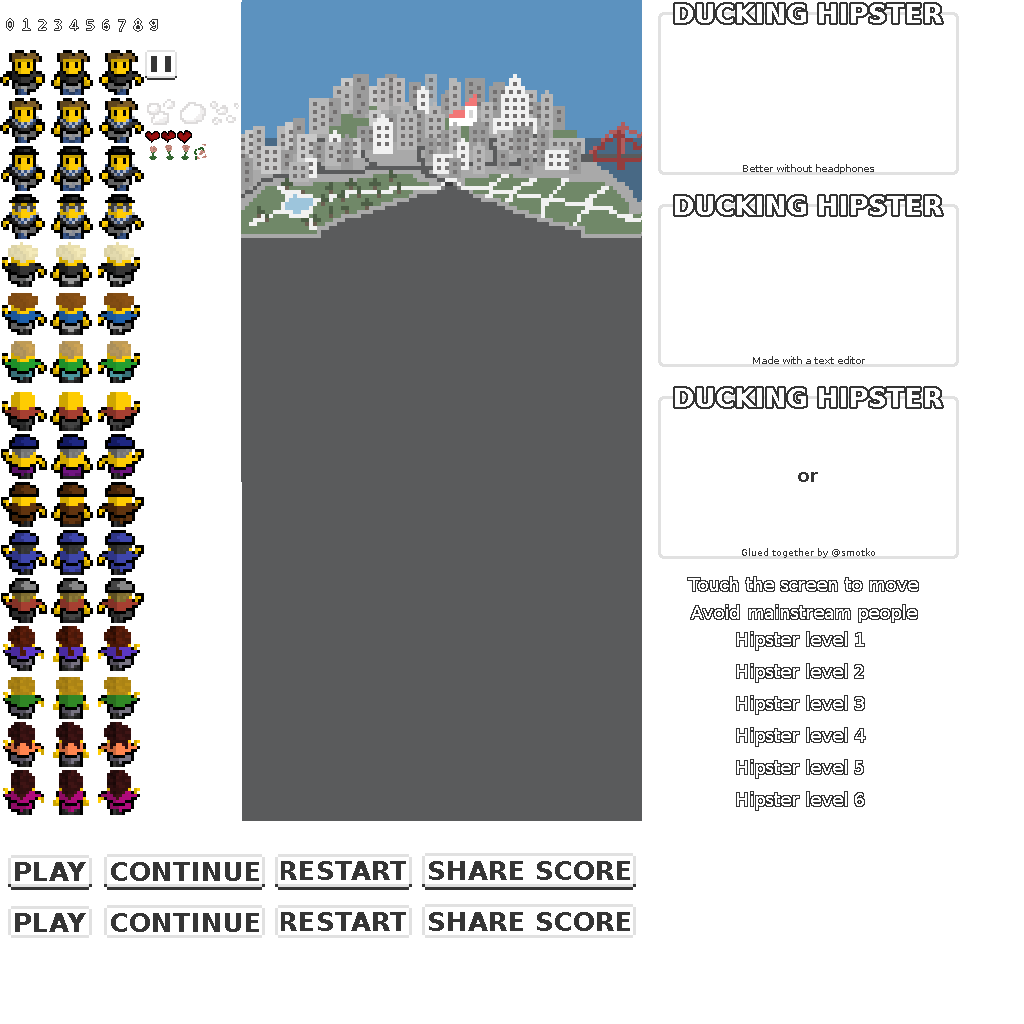 0 1 2 3 4 5 6 7 8 9
DUCKING HIPSTER
Better without headphones
DUCKING HIPSTER
Made with a text editor
DUCKING HIPSTER
or
Glued together by @smotko
Touch the screen to move
Avoid mainstream people
Hipster level 1
Hipster level 2
Hipster level 3
Hipster level 4
Hipster level 5
Hipster level 6
PLAY CONTINUE RESTART SHARE SCORE
PLAY CONTINUE RESTART SHARE SCORE